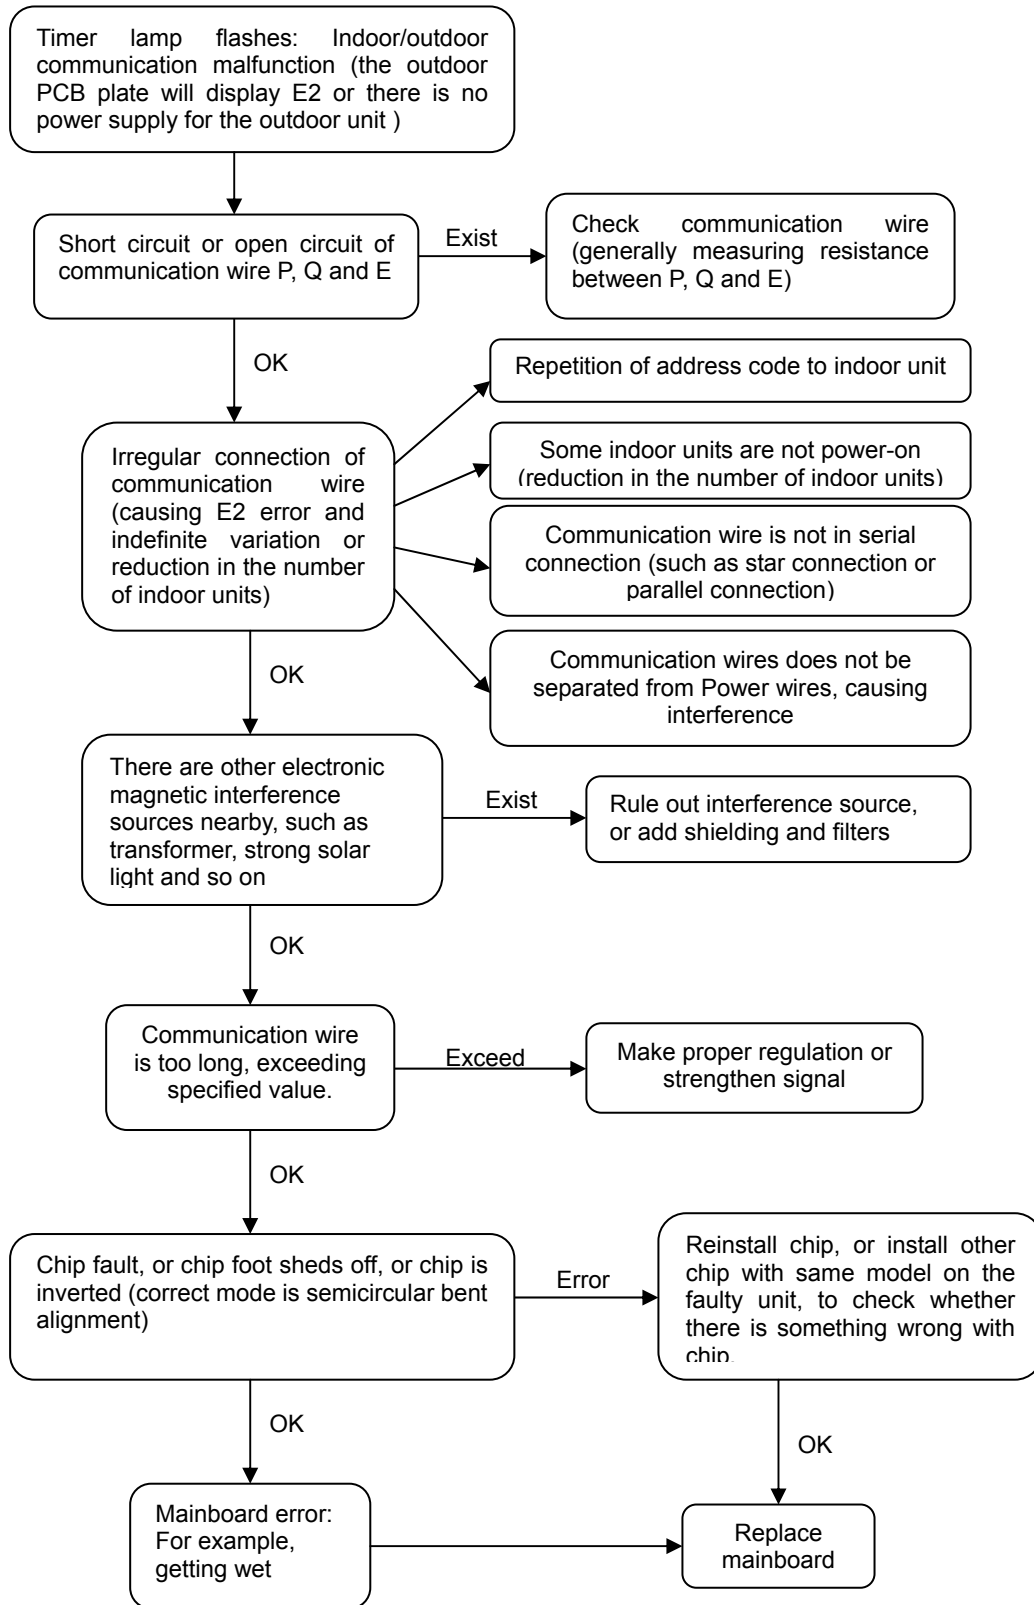 Timer lamp flashes: Indoor/outdoor
communication malfunction (the outdoor
PCB plate will display E2 or there is no
power supply for the outdoor unit )
Short circuit or open circuit of
communication wire P, Q and E
Exist
Check communication wire
(generally measuring resistance
between P, Q and E)
OK
Repetition of address code to indoor unit
Irregular connection of
communication wire
(causing E2 error and
indefinite variation or
reduction in the number
of indoor units)
Some indoor units are not power-on
(reduction in the number of indoor units)
Communication wire is not in serial
connection (such as star connection or
parallel connection)
Communication wires does not be
separated from Power wires, causing
interference
OK
There are other electronic
magnetic interference
sources nearby, such as
transformer, strong solar
light and so on
Exist
Rule out interference source,
or add shielding and filters
OK
Communication wire
is too long, exceeding
specified value.
Exceed
Make proper regulation or
strengthen signal
OK
Chip fault, or chip foot sheds off, or chip is
inverted (correct mode is semicircular bent
alignment)
Error
Reinstall chip, or install other
chip with same model on the
faulty unit, to check whether
there is something wrong with
chip.
OK
OK
Mainboard error:
For example,
getting wet
Replace
mainboard